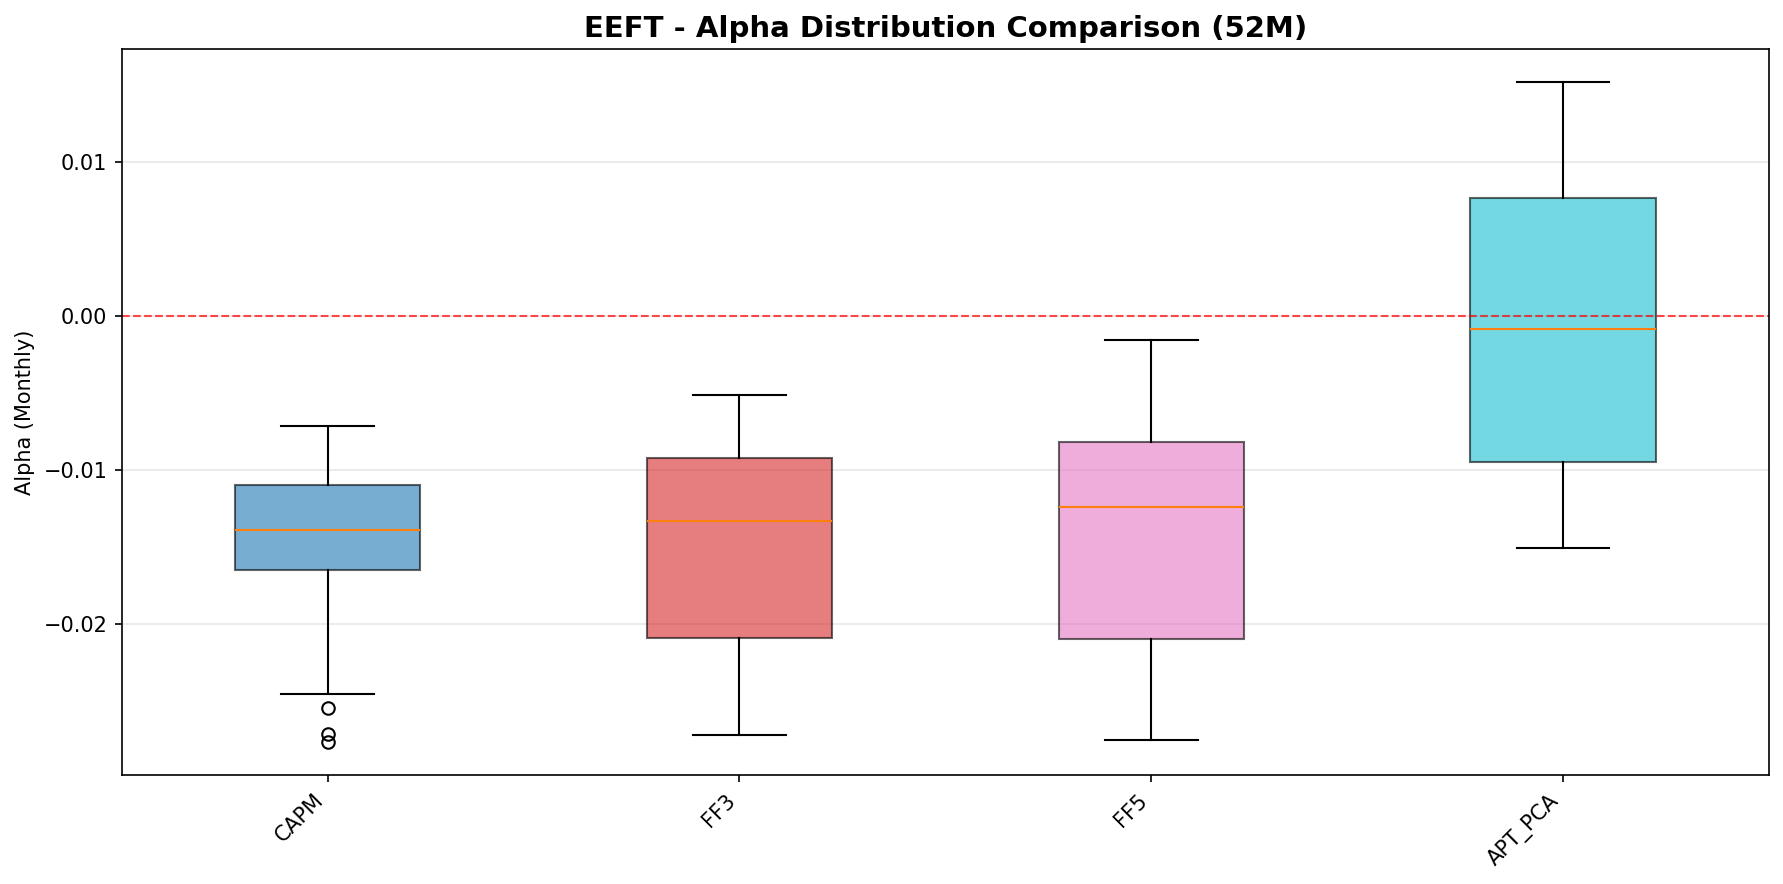 EEFT - Alpha Distribution Comparison (52M)
Alpha (Monthly)
0.01
0.00
−0.01
−0.02
CAPM
FF3
FF5
APT_PCA